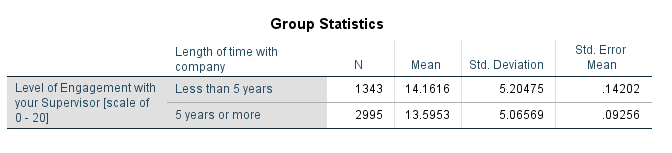 Group Statistics
Length of time with
company N Mean Std. Deviation Std. Error
Mean
Level of Engagement with
your Supervisor [scale of
0 - 20] Less than 5 years 1343 14.1616 5.20475 .14202
5 years or more 2995 13.5953 5.06569 .09256